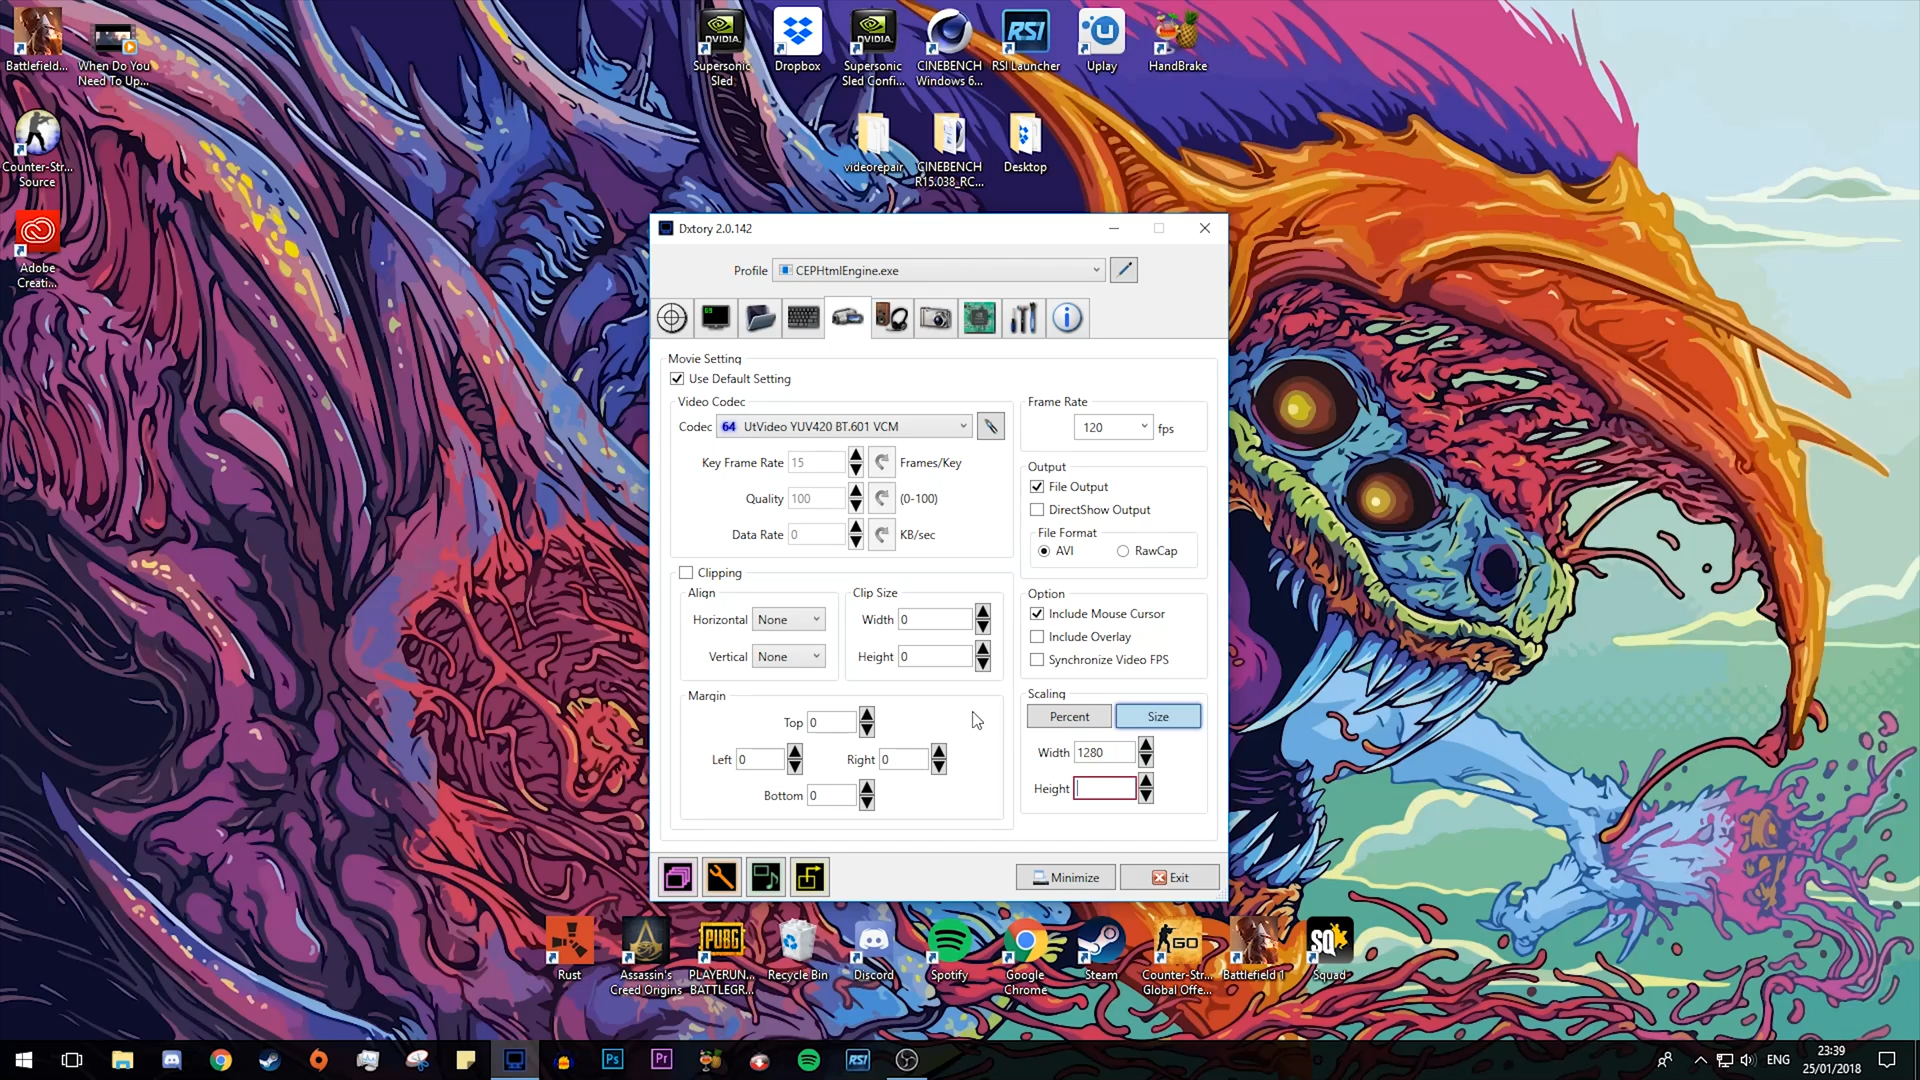 Battlefield...
When Do You
Need To Up...
Counter-Str...
Source
Adobe
Creati...
NVIDIA.
Supersonic
Sled
Dropbox
NVIDIA.
Supersonic
Sled Confi...
CINEBENCH
Windows 6...
RSI
RSI Launcher
Uplay
HandBrake
videorepair
CINEBENCH
R15.038_RC...
Desktop
Dxtory 2.0.142
Profile
CEPHtmlEngine.exe
Movie Setting
Use Default Setting
Video Codec
Codec
64 UtVideo YUV420 BT.601 VCM
Key Frame Rate 15 Frames/Key
Quality 100 (0-100)
Data Rate 0 KB/sec
Frame Rate
120 fps
Output
File Output
DirectShow Output
File Format
AVI
RawCap
Clipping
Align
Horizontal None
Vertical None
Clip Size
Width 0
Height 0
Option
Include Mouse Cursor
Include Overlay
Synchronize Video FPS
Margin
Top 0
Left 0
Right 0
Bottom 0
Scaling
Percent
Size
Width 1280
Height
Minimize
Exit
Rust
Assassin's
Creed Origins
PUBG
PLAYERUN...
BATTLEGR...
Recycle Bin
Discord
Spotify
Google
Chrome
Steam
GO
Counter-Str...
Global Offe...
Battlefield 1
SQ
Squad
Ps
Pr
RSI
ENG
23:39
25/01/2018